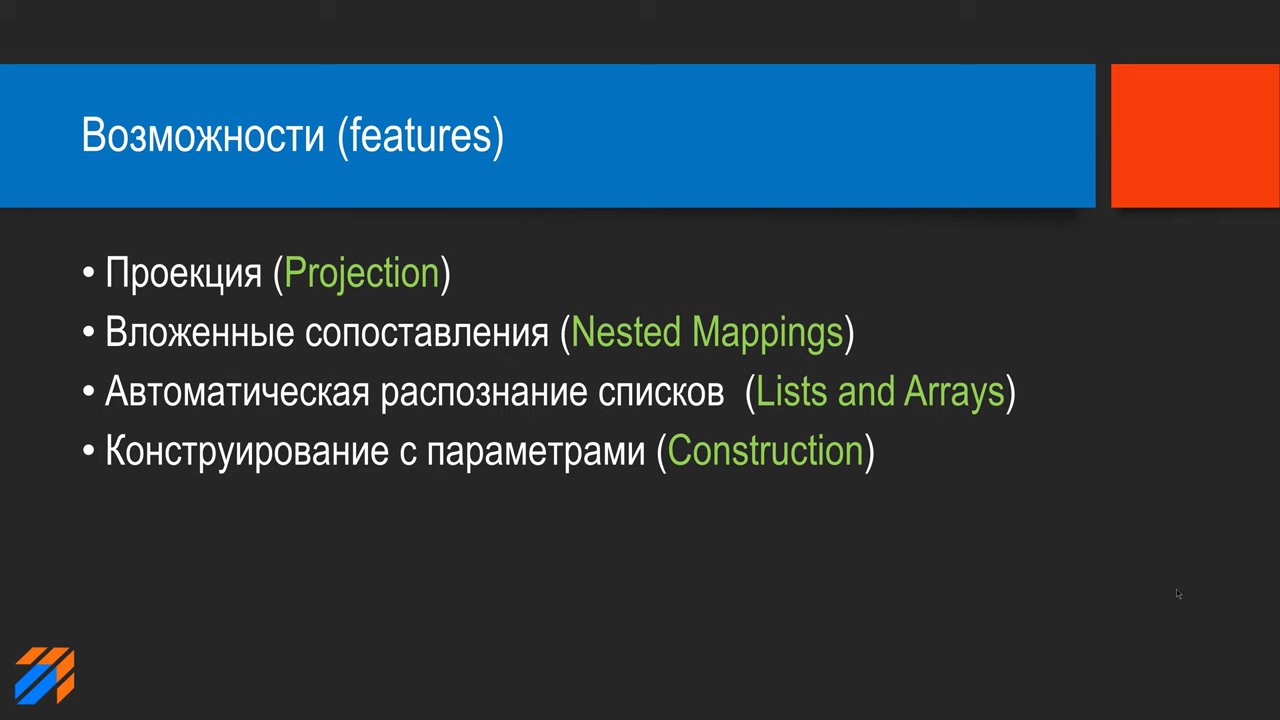 Возможности (features)
• Проекция (Projection)
• Вложенные сопоставления (Nested Mappings)
• Автоматическая распознание списков (Lists and Arrays)
• Конструирование с параметрами (Construction)